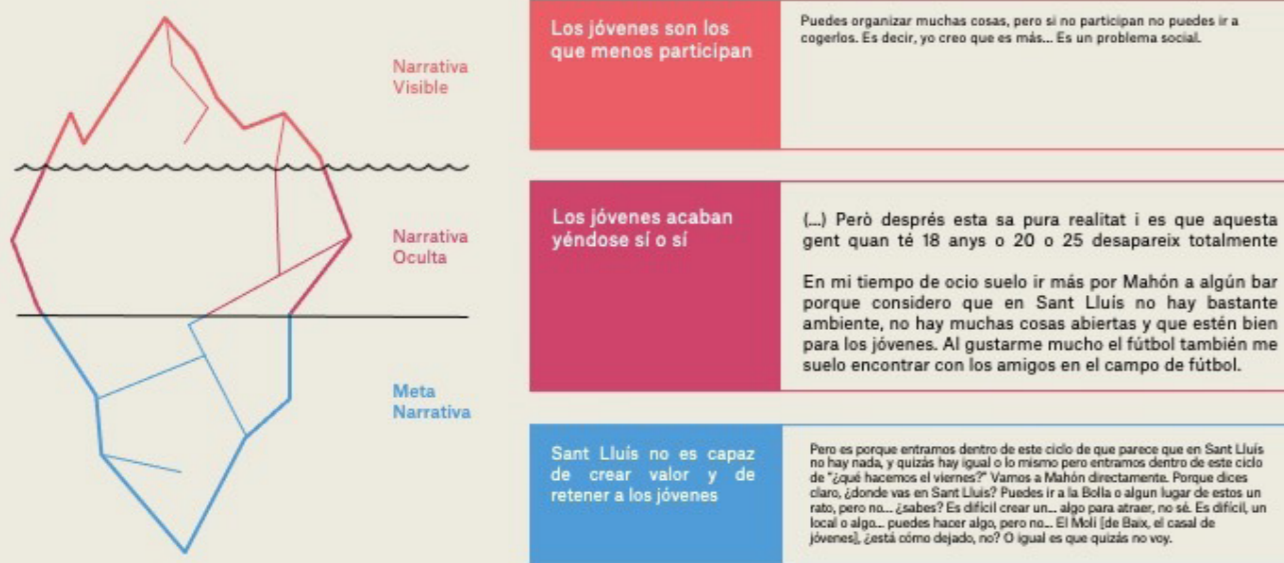 Narrativa
Visible
Los jóvenes son los
que menos participan
Puedes organizar muchas cosas, pero si no participan no puedes ir a
cogerlos. Es decir, yo creo que es más... Es un problema social.
Narrativa
Oculta
Los jóvenes acaban
yéndose sí o sí
(...) Però després esta sa pura realitat i es que aquesta
gent quan té 18 anys o 20 o 25 desapareix totalment
En mi tiempo de ocio suelo ir más por Mahón a algún bar
porque considero que en Sant Lluís no hay bastante
ambiente, no hay muchas cosas abiertas y que estén bien
para los jóvenes. Al gustarme mucho el fútbol también me
suelo encontrar con los amigos en el campo de fútbol.
Meta
Narrativa
Sant Lluís no es capaz
de crear valor y de
retener a los jóvenes
Pero es porque entramos dentro de este ciclo de que parece que en Sant Lluís
no hay nada, y quizás hay igual o lo mismo pero entramos dentro de este ciclo
de "¿qué hacemos el viernes?" Vamos a Mahón directamente. Porque dices
claro, ¿donde vas en Sant Lluis? Puedes ir a la Bolla o algun lugar de estos un
rato, pero no... ¿sabes? Es difícil crear un... algo para atraer, no sé. Es difícil, un
local o algo... puedes hacer algo, pero no... El Molí [de Baix, el casal de
jóvenes], ¿está cómo dejado, no? O igual es que quizás no voy.